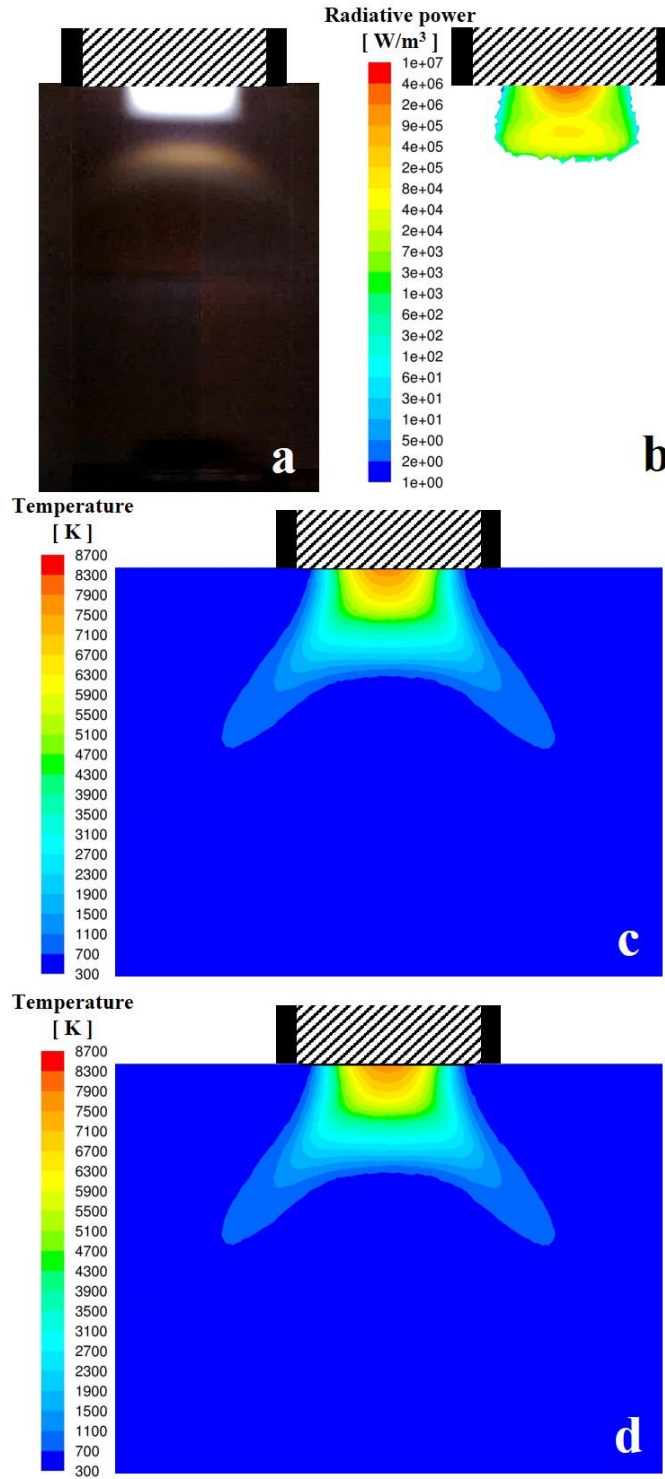 Radiative power
[ W/m³ ]
1e+07
4e+06
2e+06
9e+05
4e+05
2e+05
8e+04
4e+04
2e+04
7e+03
3e+03
1e+03
6e+02
3e+02
1e+02
6e+01
3e+01
1e+01
5e+00
2e+00
1e+00
a
b
Temperature
[ K ]
8700
8300
7900
7500
7100
6700
6300
5900
5500
5100
4700
4300
3900
3500
3100
2700
2300
1900
1500
1100
700
300
c
Temperature
[ K ]
8700
8300
7900
7500
7100
6700
6300
5900
5500
5100
4700
4300
3900
3500
3100
2700
2300
1900
1500
1100
700
300
d